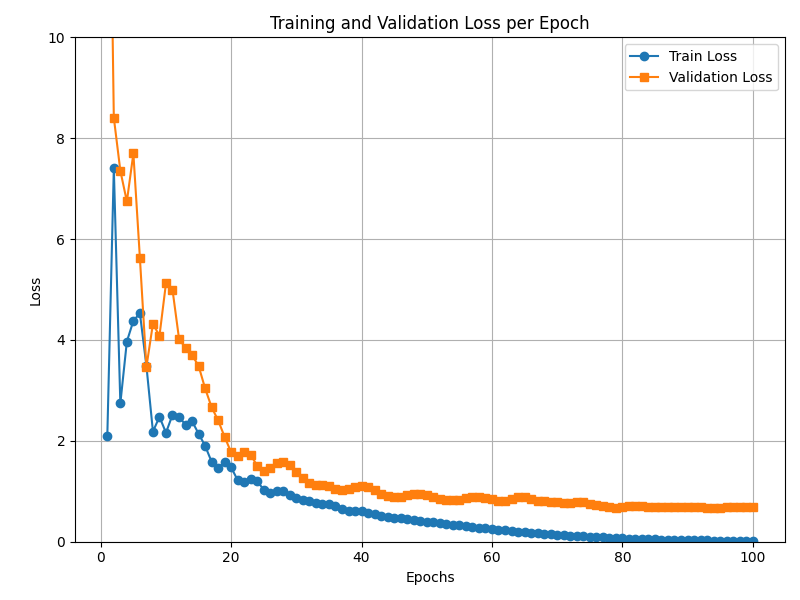 Training and Validation Loss per Epoch
Train Loss
Validation Loss
Loss
10
8
6
4
2
0
0 20 40 60 80 100
Epochs